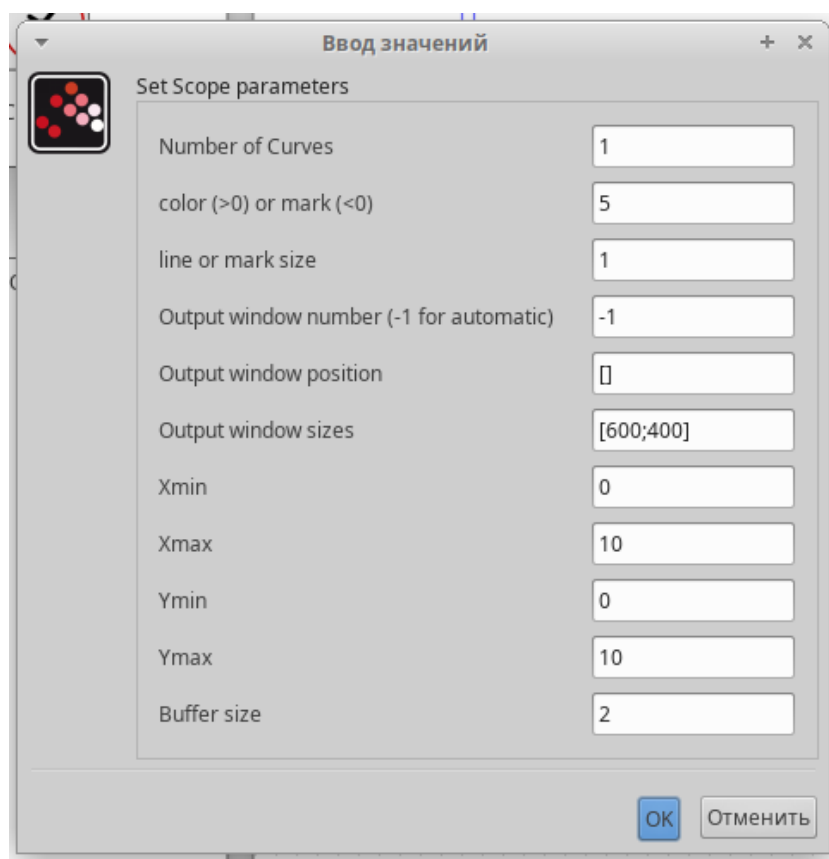 Ввод значений
Set Scope parameters
Number of Curves 1
color (>0) or mark (<0) 5
line or mark size 1
Output window number (-1 for automatic) -1
Output window position []
Output window sizes [600;400]
Xmin 0
Xmax 10
Ymin 0
Ymax 10
Buffer size 2
OK Отменить